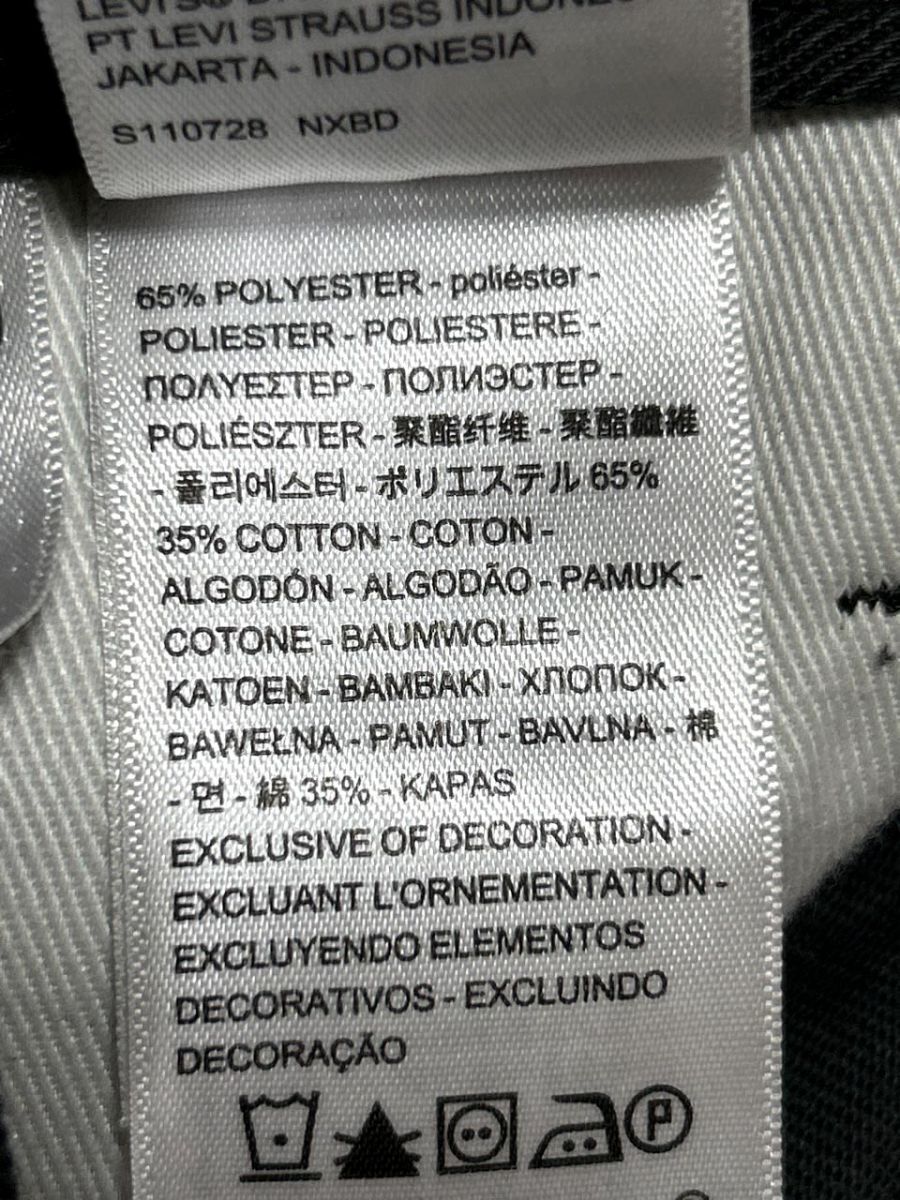 PT LEVI STRAUSS
JAKARTA - INDONESIA
S110728 NXBD
65% POLYESTER - poliéster -
POLIESTER - POLIESTERE -
ΠΟΛΥΕΣΤΕΡ - ПОЛИЭСТЕР -
POLIÉSZTER - 聚酯纤维 - 聚酯纖維
- 폴리에스터 - ポリエステル 65%
35% COTTON - COTON -
ALGODÓN - ALGODÃO - PAMUK -
COTONE - BAUMWOLLE -
KATOEN - BAMBAKI - ХЛОПОК -
BAWEŁNA - PAMUT - BAVLNA - 棉
- 면 - 綿 35% - KAPAS
EXCLUSIVE OF DECORATION -
EXCLUANT L'ORNEMENTATION -
EXCLUYENDO ELEMENTOS
DECORATIVOS - EXCLUINDO
DECORAÇÃO
P